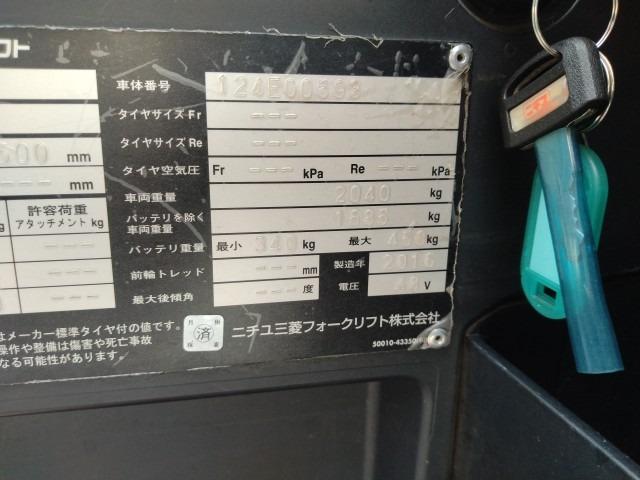 フト
車体番号 124E00593
タイヤサイズ Fr ---
タイヤサイズ Re ---
600 mm
タイヤ空気圧 Fr --- kPa Re --- kPa
--- mm
車両重量 2040 kg
許容荷重
アタッチメント kg
バッテリを除く
車両重量 kg
バッテリ重量 最小 340 kg 最大 kg
---
前輪トレッド --- mm 製造年 2016
---
最大後傾角 --- 度 電圧 48 V
はメーカー標準タイヤ付の値です。
操作や整備は傷害や死亡事故
なる可能性があります。
済
ニチユ三菱フォークリフト株式会社